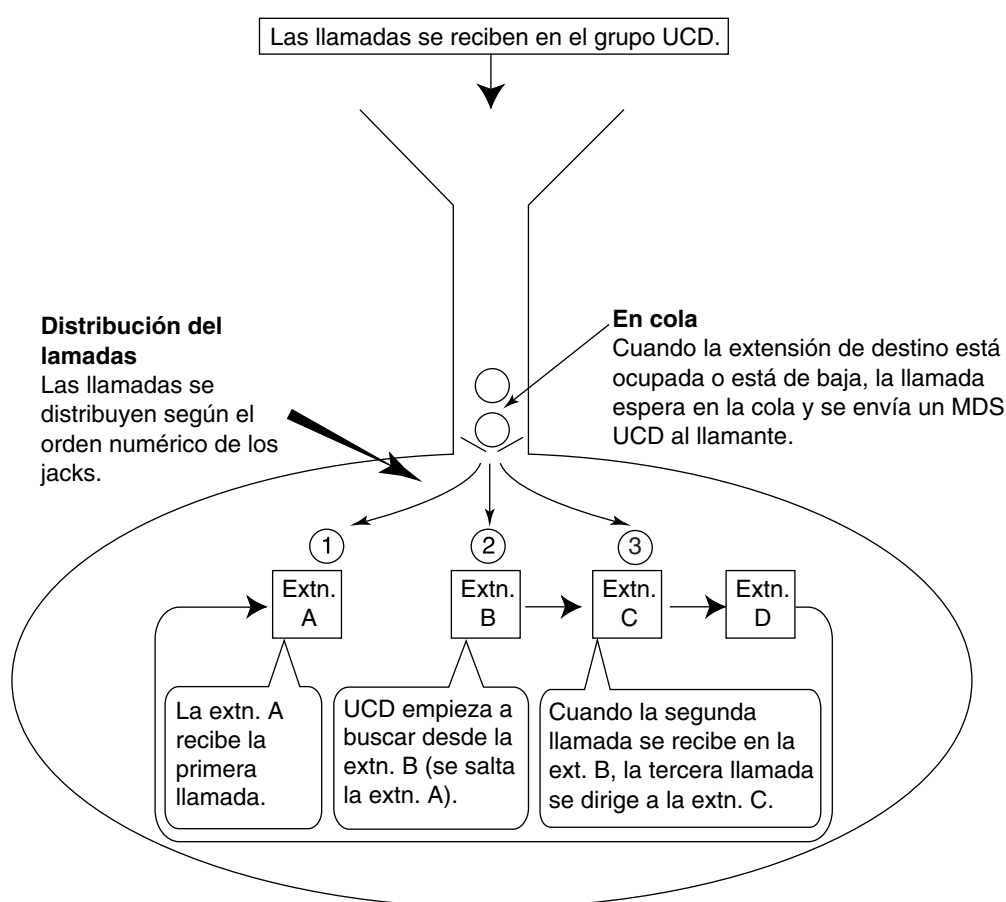 Las llamadas se reciben en el grupo UCD.
Distribución del
lamadas
Las llamadas se
distribuyen según el
orden numérico de los
jacks.
En cola
Cuando la extensión de destino está
ocupada o está de baja, la llamada
espera en la cola y se envía un MDS
UCD al llamante.
1
2
3
Extn.
A
Extn.
B
Extn.
C
Extn.
D
La extn. A
recibe la
primera
llamada.
UCD empieza a
buscar desde la
extn. B (se salta
la extn. A).
Cuando la segunda
llamada se recibe en la
ext. B, la tercera llamada
se dirige a la extn. C.